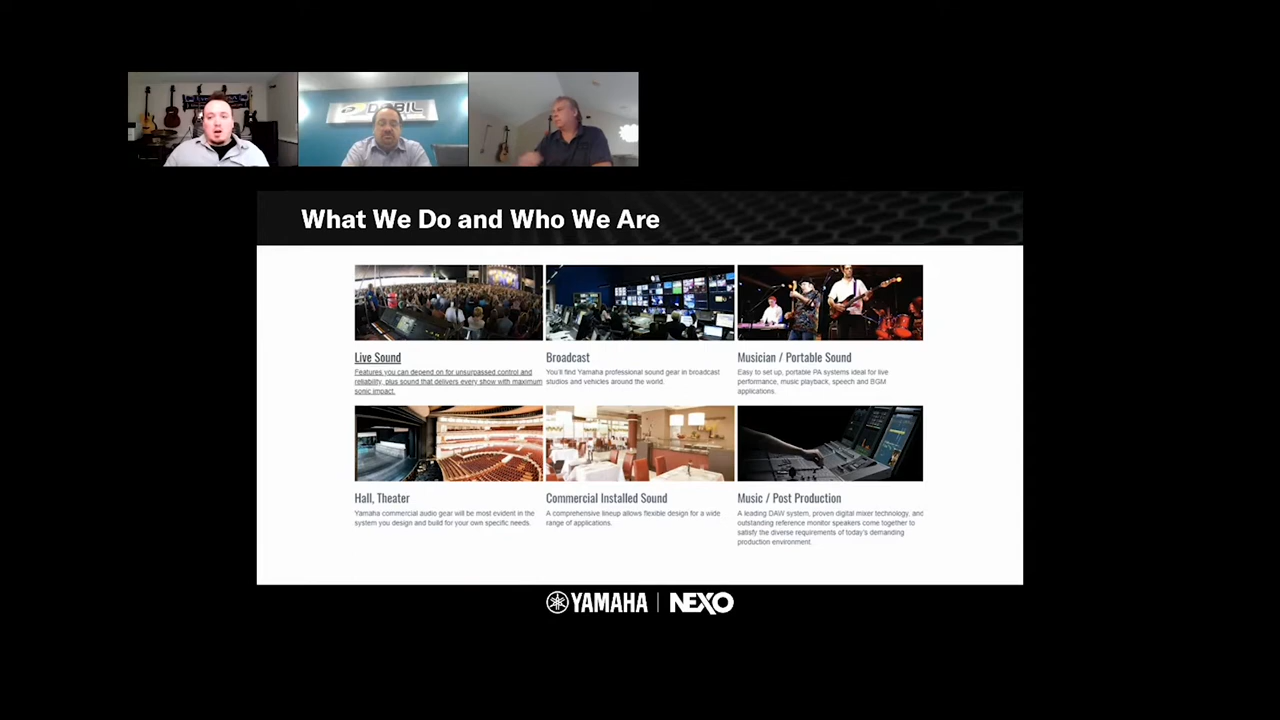 DOBIL
What We Do and Who We Are
Live Sound
Features you can depend on for unsurpassed control and
reliability, plus sound that delivers every show with maximum
sonic impact.
Broadcast
You'll find Yamaha professional sound gear in broadcast
studios and vehicles around the world.
Musician / Portable Sound
Easy to set up, portable PA systems ideal for live
performance, music playback, speech and BGM
applications.
Hall, Theater
Yamaha commercial audio gear will be most evident in the
system you design and build for your own specific needs.
Commercial Installed Sound
A comprehensive lineup allows flexible design for a wide
range of applications.
Music / Post Production
A leading DAW system, proven digital mixer technology, and
outstanding reference monitor speakers come together to
satisfy the diverse requirements of today's demanding
production environment.
YAMAHA | NEXO